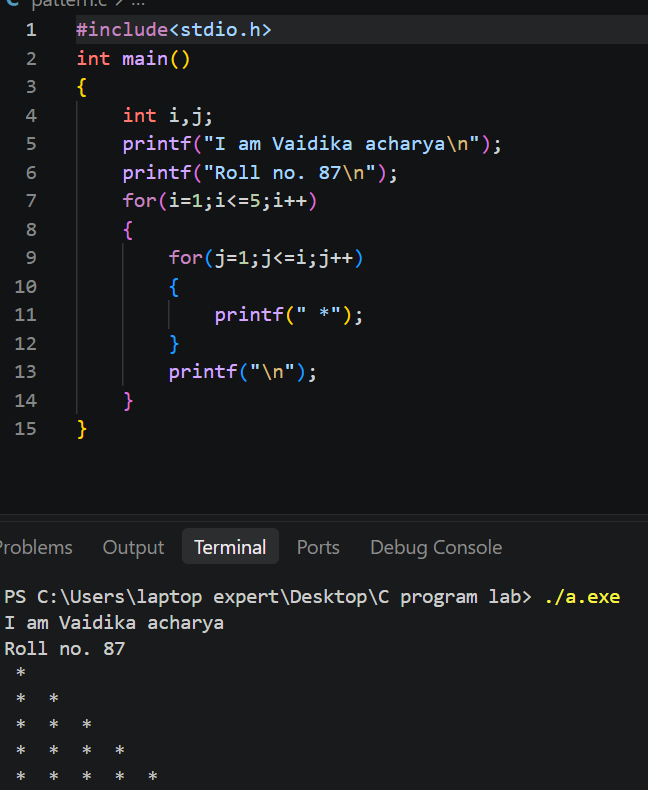 C pattern.c > ...
1 #include<stdio.h>
2 int main()
3 {
4     int i,j;
5     printf("I am Vaidika acharya\n");
6     printf("Roll no. 87\n");
7     for(i=1;i<=5;i++)
8     {
9         for(j=1;j<=i;j++)
10         {
11             printf(" *");
12         }
13         printf("\n");
14     }
15 }
Problems Output Terminal Ports Debug Console
PS C:\Users\laptop expert\Desktop\C program lab> ./a.exe
I am Vaidika acharya
Roll no. 87
 *
 *  *
 *  *  *
 *  *  *  *
 *  *  *  *  *